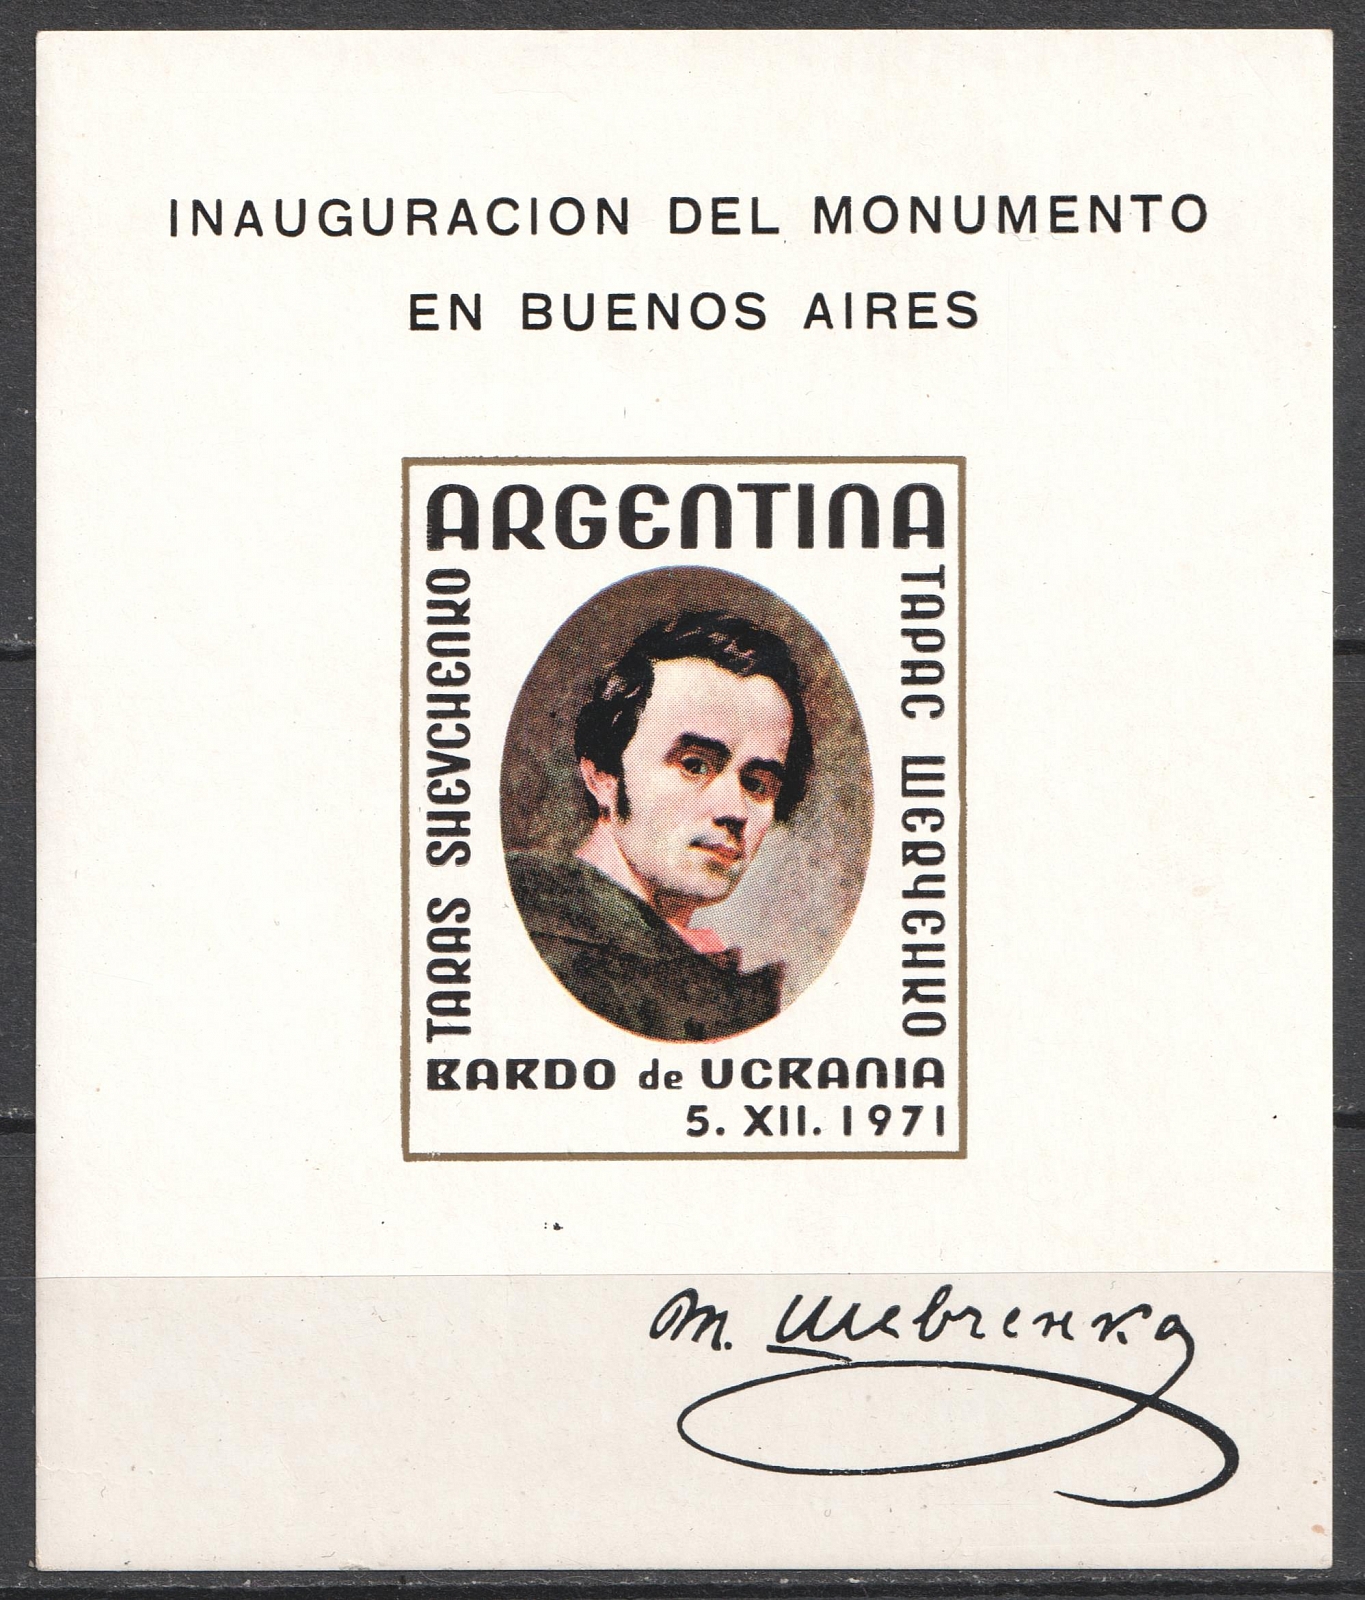 INAUGURACION DEL MONUMENTO
EN BUENOS AIRES
ARGENTINA
TARAS SHEVCHENKO
ТАРАС ШЕВЧЕНКО
BARDO de UCRANIA
5. XII. 1971
Т. Шевченко